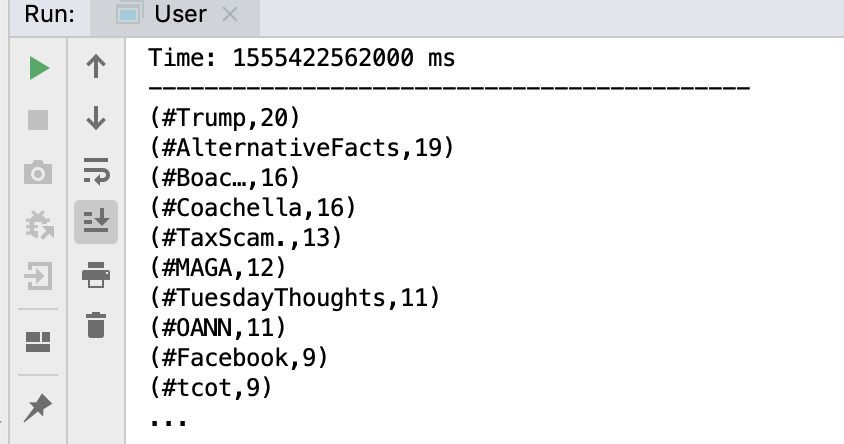 Run: User
Time: 1555422562000 ms
-------------------------------------------
(#Trump,20)
(#AlternativeFacts,19)
(#Boac…,16)
(#Coachella,16)
(#TaxScam.,13)
(#MAGA,12)
(#TuesdayThoughts,11)
(#OANN,11)
(#Facebook,9)
(#tcot,9)
...